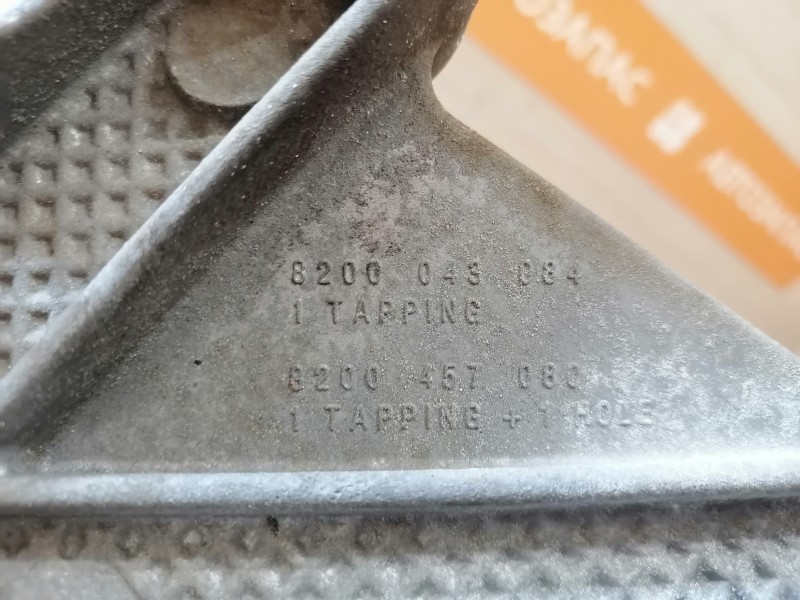 8200 043 084
1 TAPPING
8200 457 080
1 TAPPING + 1 HOLE